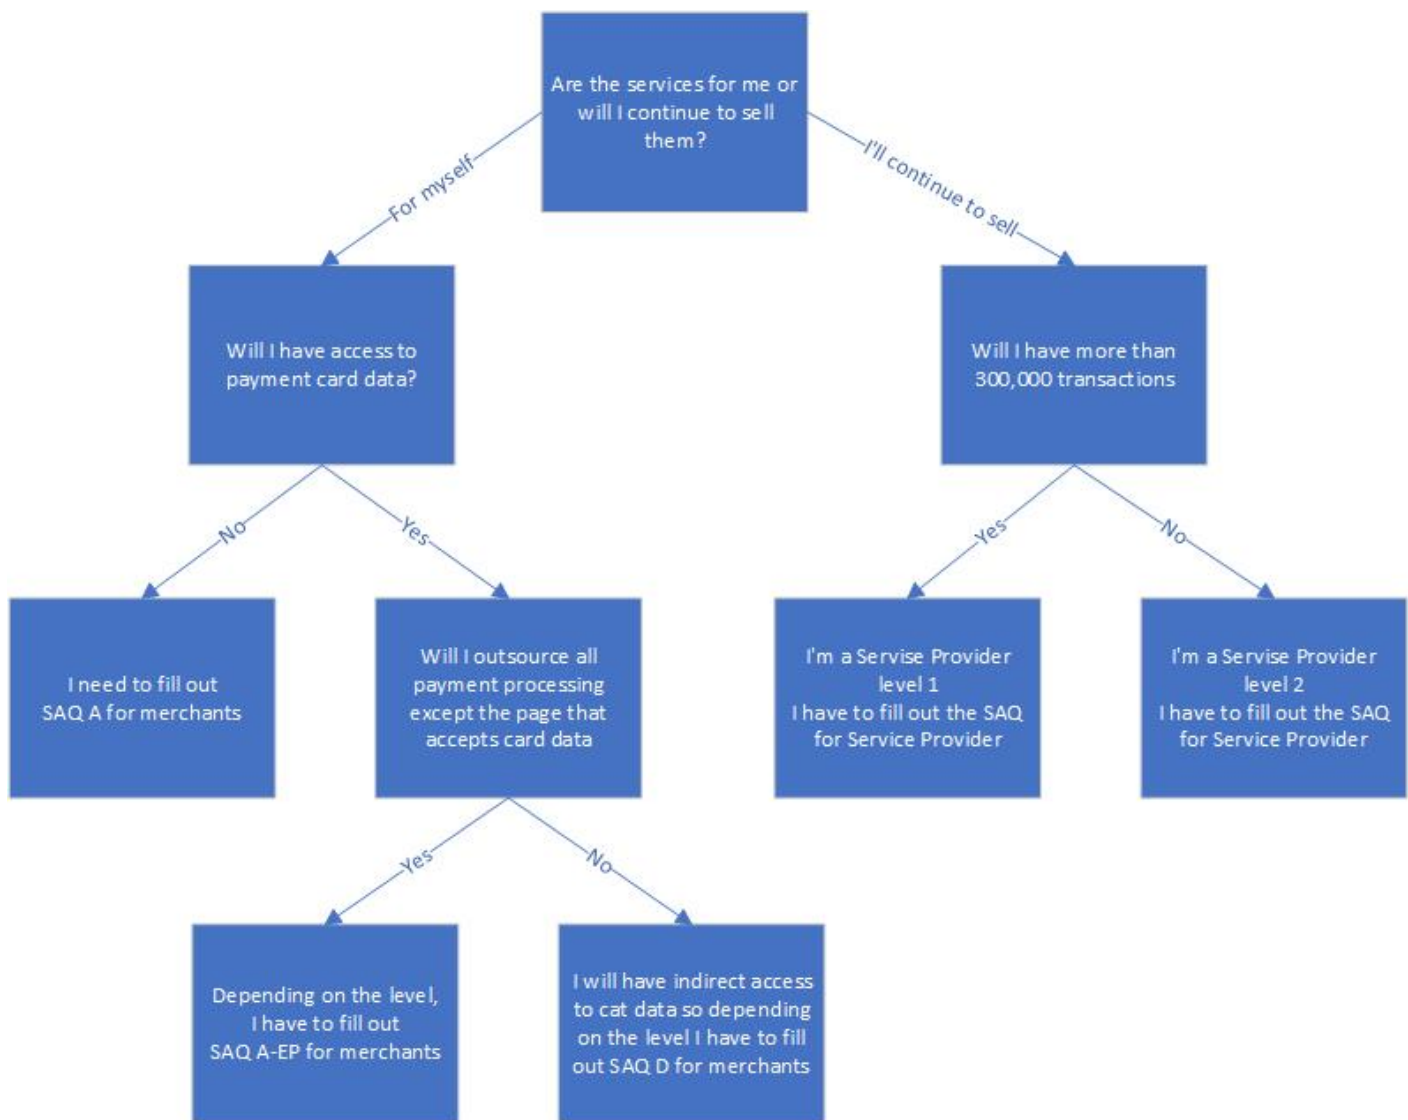 Are the services for me or
will I continue to sell
them?
For myself
I'll continue to sell
Will I have access to
payment card data?
Will I have more than
300,000 transactions
No
Yes
Yes
No
I need to fill out
SAQ A for merchants
Will I outsource all
payment processing
except the page that
accepts card data
I'm a Servise Provider
level 1
I have to fill out the SAQ
for Service Provider
I'm a Servise Provider
level 2
I have to fill out the SAQ
for Service Provider
Yes
No
Depending on the level,
I have to fill out
SAQ A-EP for merchants
I will have indirect access
to cat data so depending
on the level I have to fill
out SAQ D for merchants